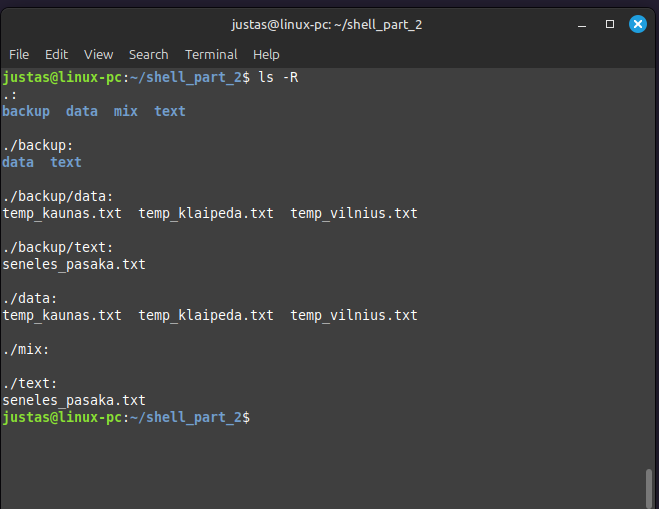 justas@linux-pc: ~/shell_part_2
File Edit View Search Terminal Help
justas@linux-pc:~/shell_part_2$ ls -R
.:
backup  data  mix  text

./backup:
data  text

./backup/data:
temp_kaunas.txt  temp_klaipeda.txt  temp_vilnius.txt

./backup/text:
seneles_pasaka.txt

./data:
temp_kaunas.txt  temp_klaipeda.txt  temp_vilnius.txt

./mix:

./text:
seneles_pasaka.txt
justas@linux-pc:~/shell_part_2$